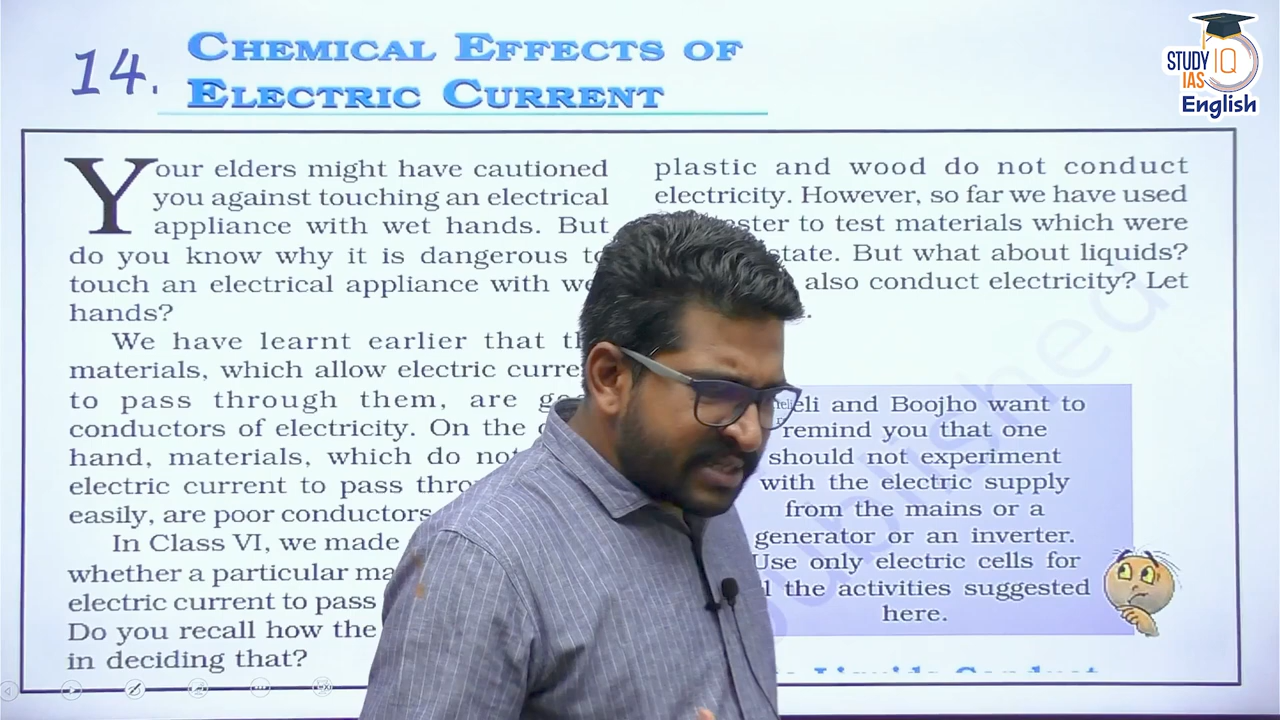 14.
CHEMICAL EFFECTS OF
ELECTRIC CURRENT
STUDY IQ
IAS
English
Your elders might have cautioned
you against touching an electrical
appliance with wet hands. But
do you know why it is dangerous
touch an electrical appliance with
hands?
We have learnt earlier that
materials, which allow electric
to pass through them, are
conductors of electricity. On the
hand, materials, which do
electric current to pass
easily, are poor conductors
In Class VI, we made
whether a particular
electric current to pass
Do you recall how the
in deciding that?
plastic and wood do not conduct
electricity. However, so far we have used
to test materials which were
state. But what about liquids?
also conduct electricity? Let
and Boojho want to
remind you that one
should not experiment
with the electric supply
from the mains or a
generator or an inverter.
Use only electric cells for
the activities suggested
here.
Liquids Conduct